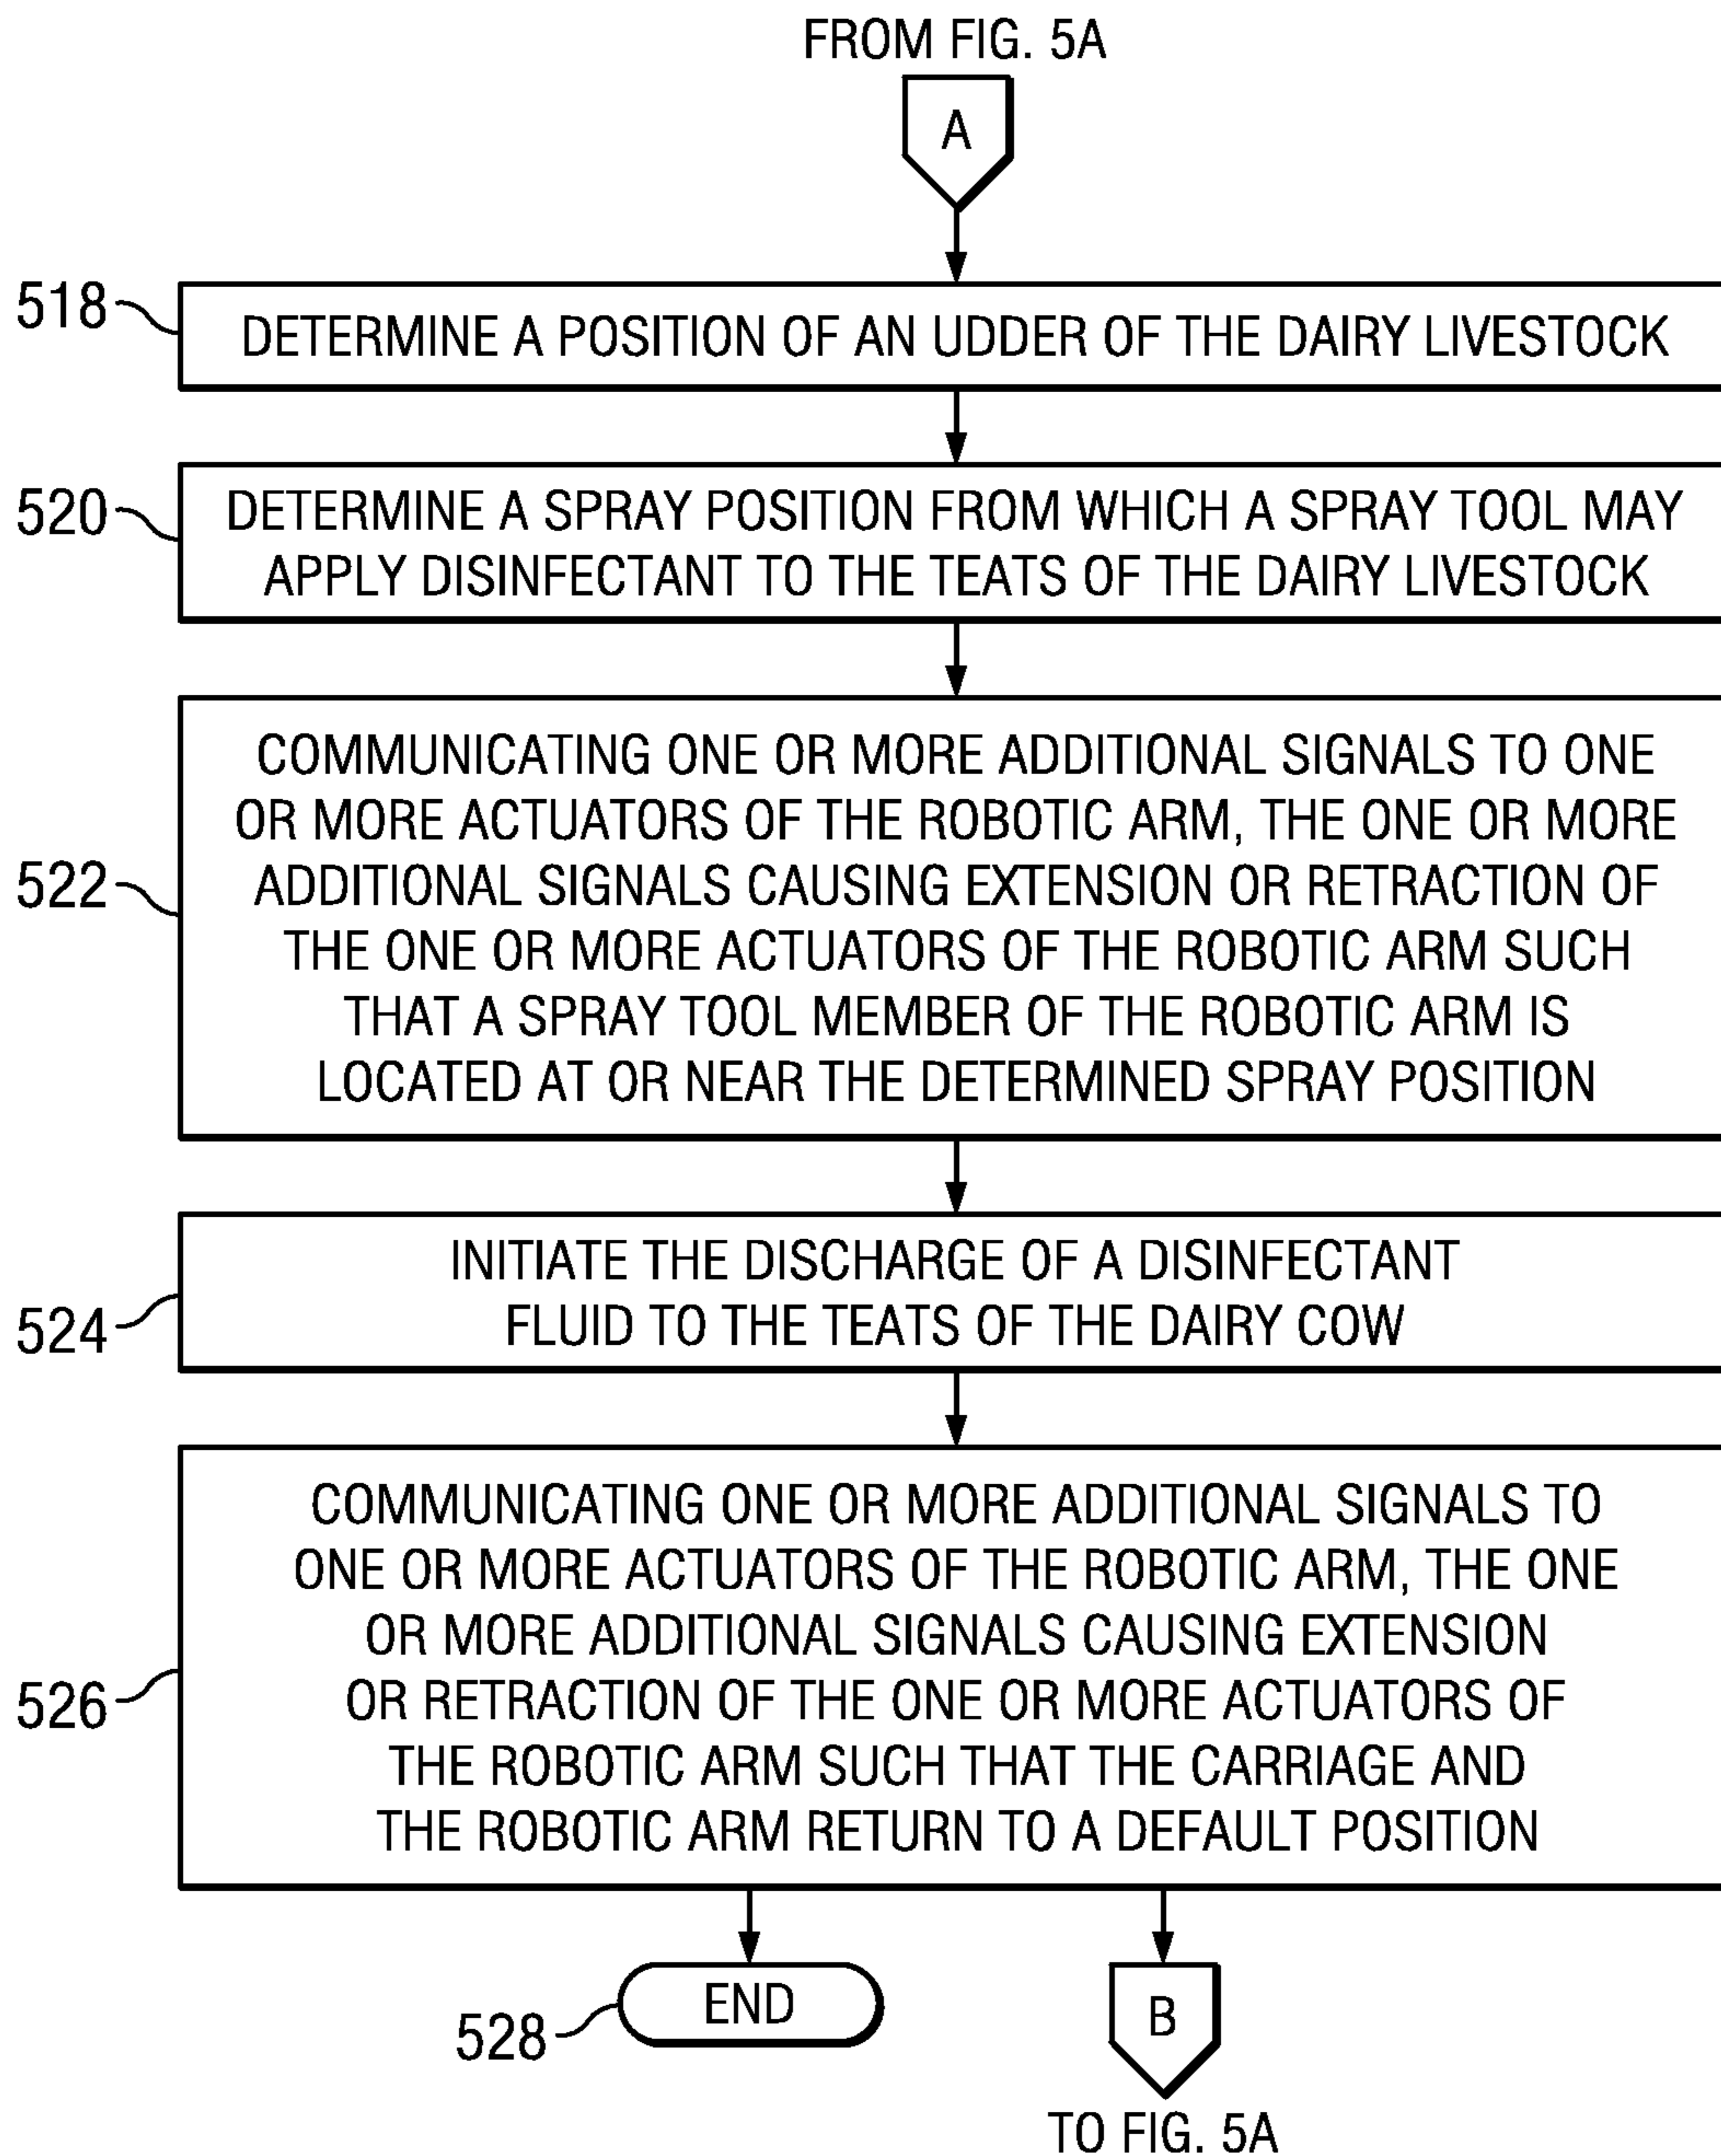 FROM FIG. 5A
A
518
DETERMINE A POSITION OF AN UDDER OF THE DAIRY LIVESTOCK
520
DETERMINE A SPRAY POSITION FROM WHICH A SPRAY TOOL MAY
APPLY DISINFECTANT TO THE TEATS OF THE DAIRY LIVESTOCK
522
COMMUNICATING ONE OR MORE ADDITIONAL SIGNALS TO ONE
OR MORE ACTUATORS OF THE ROBOTIC ARM, THE ONE OR MORE
ADDITIONAL SIGNALS CAUSING EXTENSION OR RETRACTION OF
THE ONE OR MORE ACTUATORS OF THE ROBOTIC ARM SUCH
THAT A SPRAY TOOL MEMBER OF THE ROBOTIC ARM IS
LOCATED AT OR NEAR THE DETERMINED SPRAY POSITION
524
INITIATE THE DISCHARGE OF A DISINFECTANT
FLUID TO THE TEATS OF THE DAIRY COW
526
COMMUNICATING ONE OR MORE ADDITIONAL SIGNALS TO
ONE OR MORE ACTUATORS OF THE ROBOTIC ARM, THE ONE
OR MORE ADDITIONAL SIGNALS CAUSING EXTENSION
OR RETRACTION OF THE ONE OR MORE ACTUATORS OF
THE ROBOTIC ARM SUCH THAT THE CARRIAGE AND
THE ROBOTIC ARM RETURN TO A DEFAULT POSITION
528
END
B
TO FIG. 5A